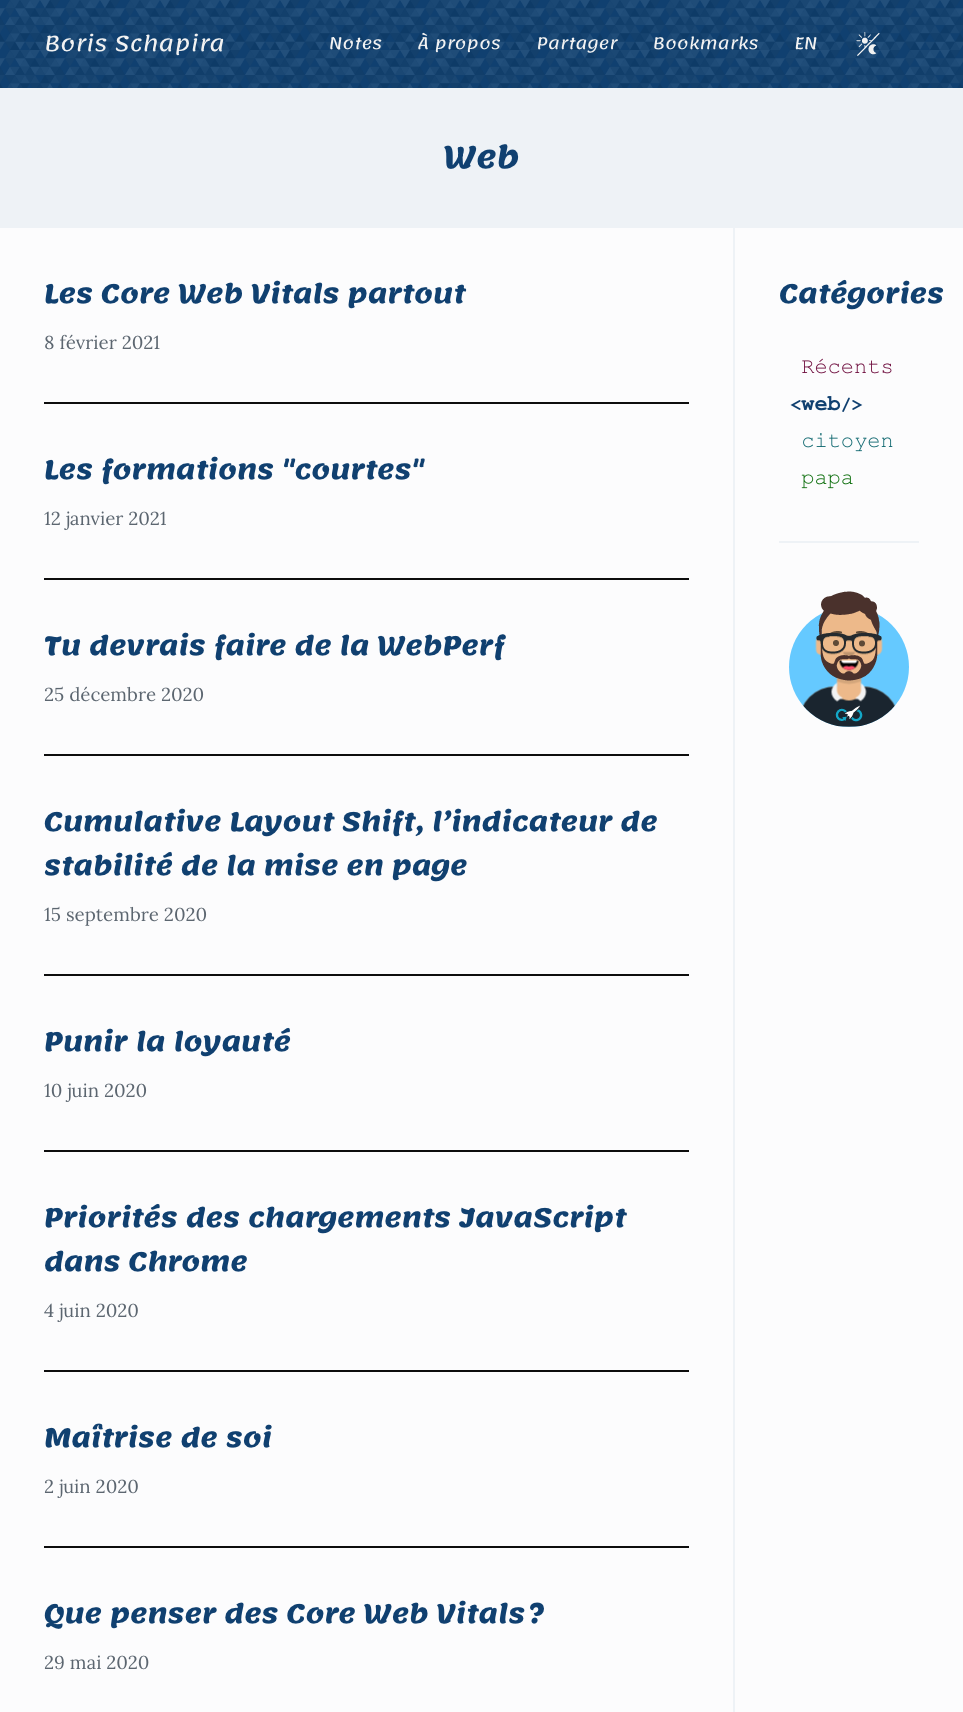 Boris Schapira
Notes
À propos
Partager
Bookmarks
EN
Web
Les Core Web Vitals partout
8 février 2021
Les formations "courtes"
12 janvier 2021
Tu devrais faire de la WebPerf
25 décembre 2020
Cumulative Layout Shift, l’indicateur de
stabilité de la mise en page
15 septembre 2020
Punir la loyauté
10 juin 2020
Priorités des chargements JavaScript
dans Chrome
4 juin 2020
Maîtrise de soi
2 juin 2020
Que penser des Core Web Vitals ?
29 mai 2020
Catégories
Récents
<web/>
citoyen
papa